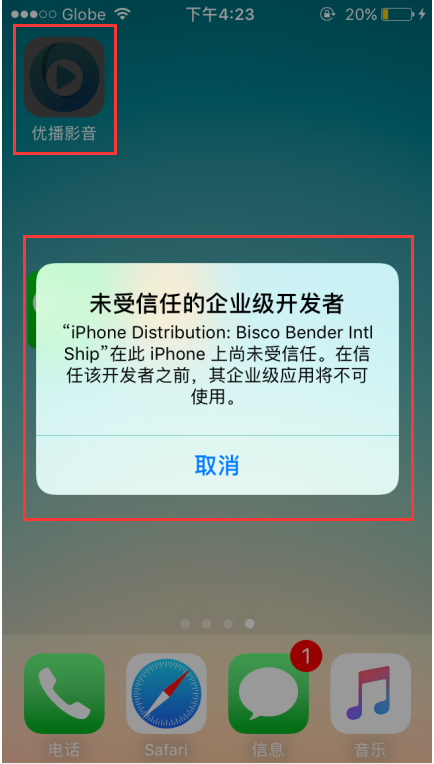 Globe 下午4:23 20%
优播影音
未受信任的企业级开发者
“iPhone Distribution: Bisco Bender Intl
Ship”在此 iPhone 上尚未受信任。在信
任该开发者之前，其企业级应用将不可
使用。
取消
1
电话 Safari 信息 音乐